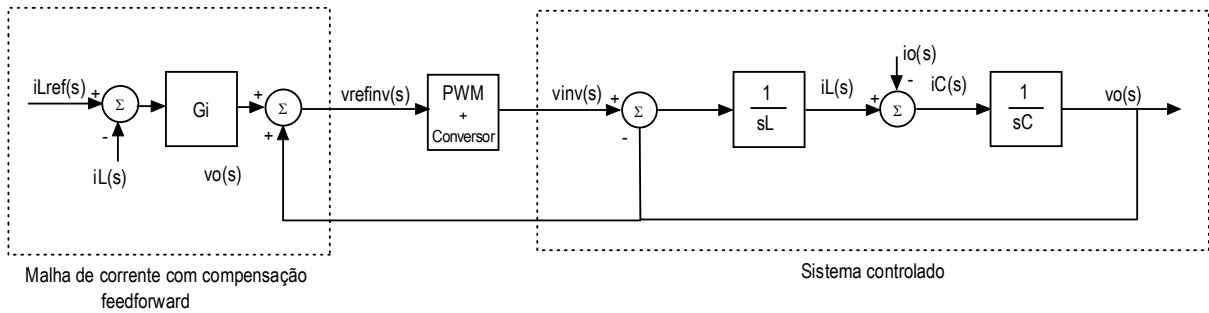 iLref(s)
+
Σ
-
iL(s)
Gi
vo(s)
+
Σ
+
vrefinv(s)
PWM
+
Conversor
vinv(s)
+
Σ
-
1
sL
iL(s)
+
Σ
-
io(s)
iC(s)
1
sC
vo(s)
Malha de corrente com compensação
feedforward
Sistema controlado